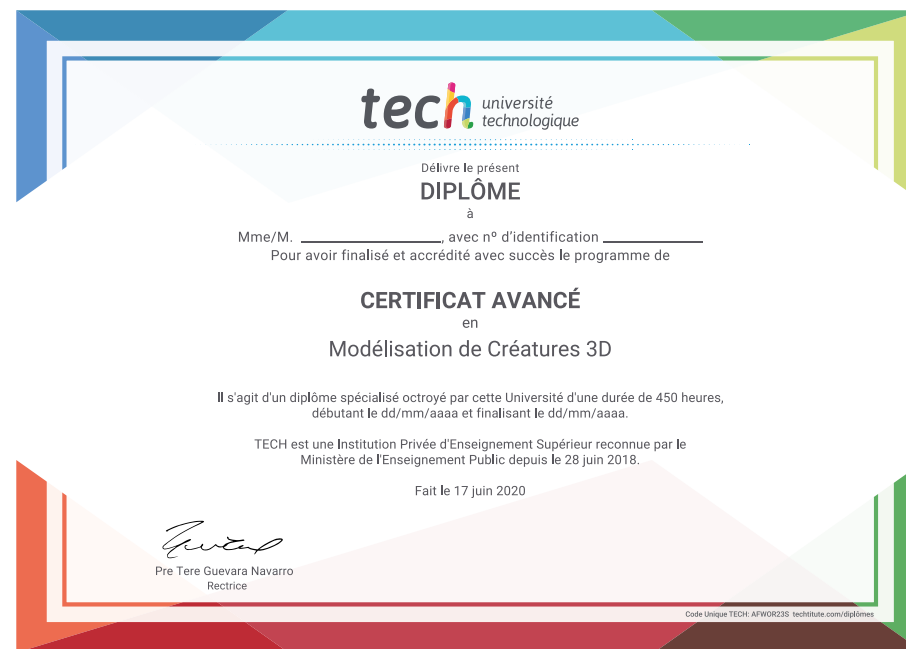 tech université
technologique
Délivre le présent
DIPLÔME
à
Mme/M. ____________________, avec nº d'identification ______________
Pour avoir finalisé et accrédité avec succès le programme de
CERTIFICAT AVANCÉ
en
Modélisation de Créatures 3D
Il s'agit d'un diplôme spécialisé octroyé par cette Université d'une durée de 450 heures,
débutant le dd/mm/aaaa et finalisant le dd/mm/aaaa.
TECH est une Institution Privée d'Enseignement Supérieur reconnue par le
Ministère de l'Enseignement Public depuis le 28 juin 2018.
Fait le 17 juin 2020
Pre Tere Guevara Navarro
Rectrice
Code Unique TECH: AFWOR23S techtitute.com/diplômes